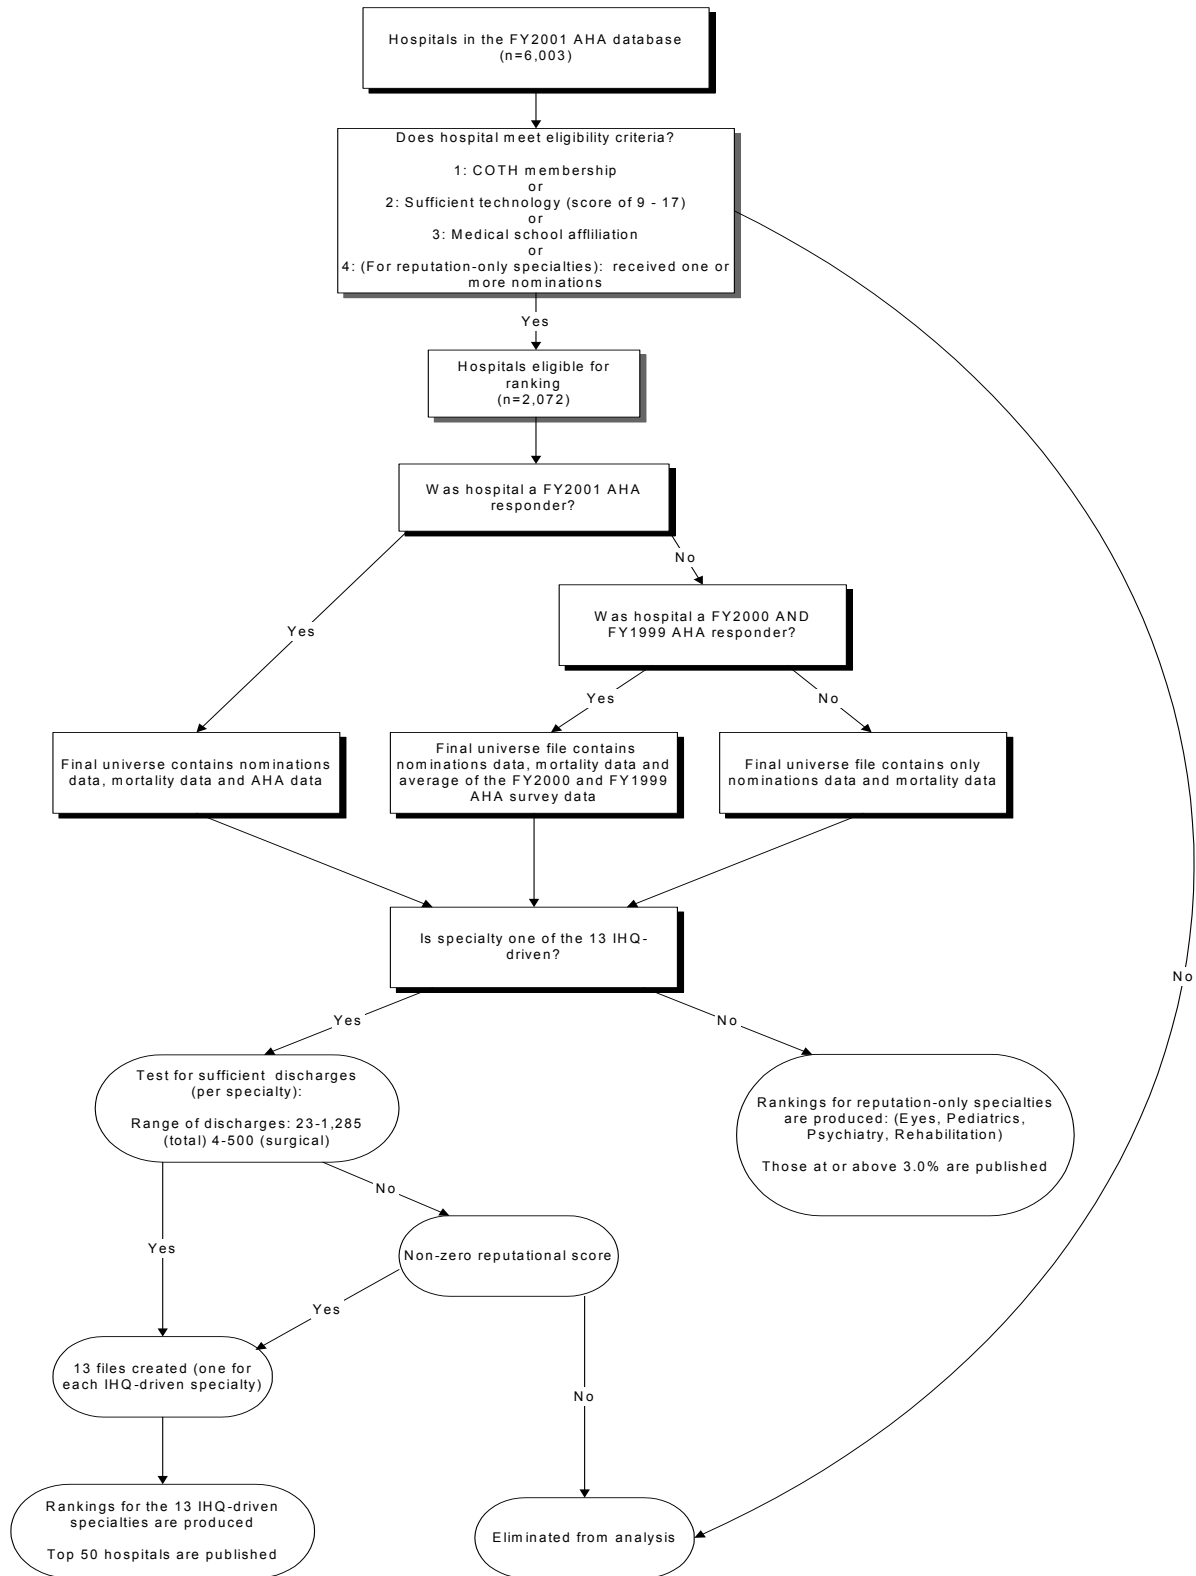 Hospitals in the FY2001 AHA database
(n=6,003)
Does hospital meet eligibility criteria?
1: COTH membership
or
2: Sufficient technology (score of 9 - 17)
or
3: Medical school affliliation
or
4: (For reputation-only specialties): received one or
more nominations
Yes
Hospitals eligible for
ranking
(n=2,072)
Was hospital a FY2001 AHA
responder?
No
Was hospital a FY2000 AND
FY1999 AHA responder?
Yes
Yes
No
Final universe contains nominations
data, mortality data and AHA data
Final universe file contains
nominations data, mortality data and
average of the FY2000 and FY1999
AHA survey data
Final universe file contains only
nominations data and mortality data
Is specialty one of the 13 IHQ-
driven?
No
Yes
No
Test for sufficient discharges
(per specialty):
Range of discharges: 23-1,285
(total) 4-500 (surgical)
Rankings for reputation-only specialties
are produced: (Eyes, Pediatrics,
Psychiatry, Rehabilitation)
Those at or above 3.0% are published
No
Yes
Non-zero reputational score
Yes
13 files created (one for
each IHQ-driven specialty)
No
Rankings for the 13 IHQ-driven
specialties are produced
Top 50 hospitals are published
Eliminated from analysis